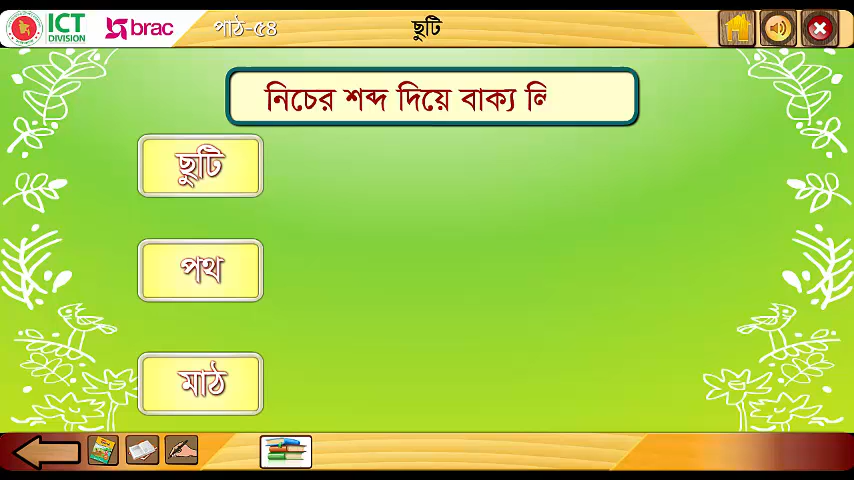 ICT
DIVISION
brac
পাঠ-৫৪
ছুটি
নিচের শব্দ দিয়ে বাক্য লি
ছুটি
পথ
মাঠ